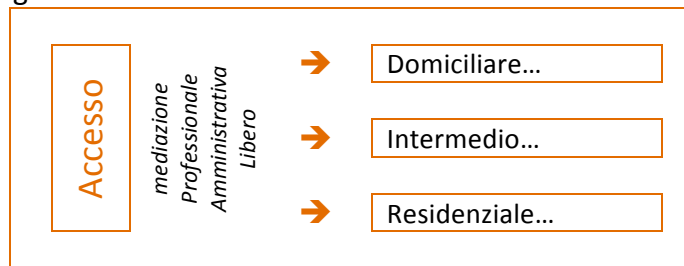 Accesso
mediazione
Professionale
Amministrativa
Libero
Domiciliare…
Intermedio…
Residenziale…